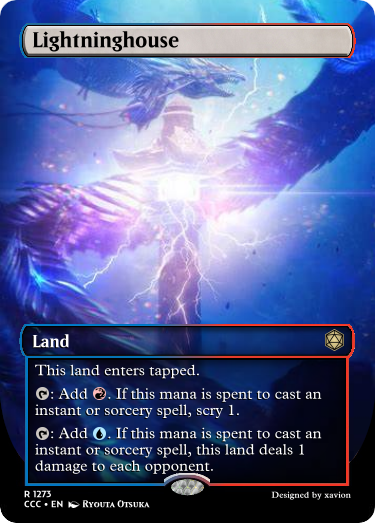 Lightninghouse
Land
This land enters tapped.
: Add . If this mana is spent to cast an
instant or sorcery spell, scry 1.
: Add . If this mana is spent to cast an
instant or sorcery spell, this land deals 1
damage to each opponent.
R 1273
CCC • EN Ryouta Otsuka
Designed by xavion